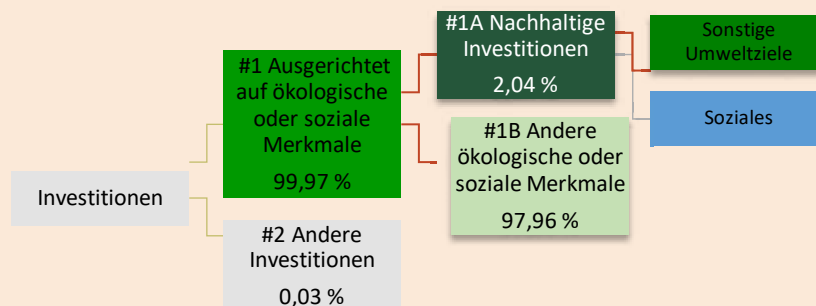 Investitionen
#1 Ausgerichtet
auf ökologische
oder soziale
Merkmale
99,97 %
#2 Andere
Investitionen
0,03 %
#1A Nachhaltige
Investitionen
2,04 %
#1B Andere
ökologische oder
soziale Merkmale
97,96 %
Sonstige
Umweltziele
Soziales